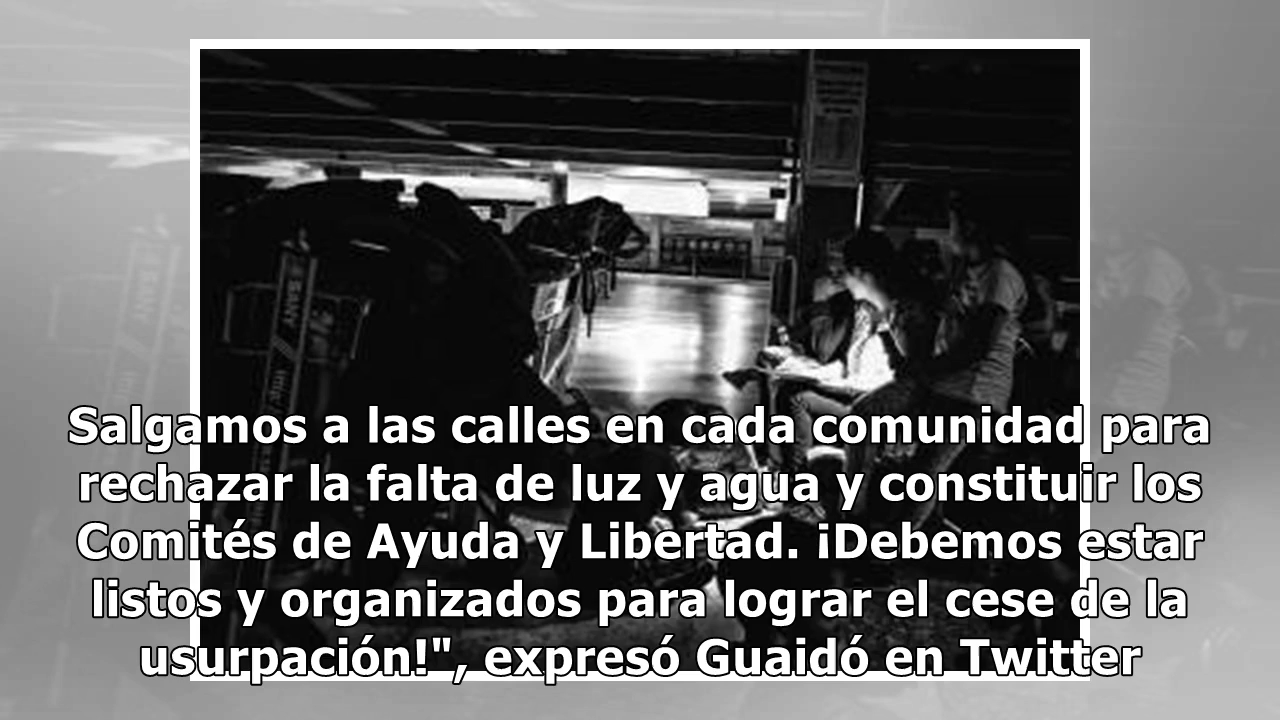 Salgamos a las calles en cada comunidad para
rechazar la falta de luz y agua y constituir los
Comités de Ayuda y Libertad. ¡Debemos estar
listos y organizados para lograr el cese de la
usurpación!", expresó Guaidó en Twitter